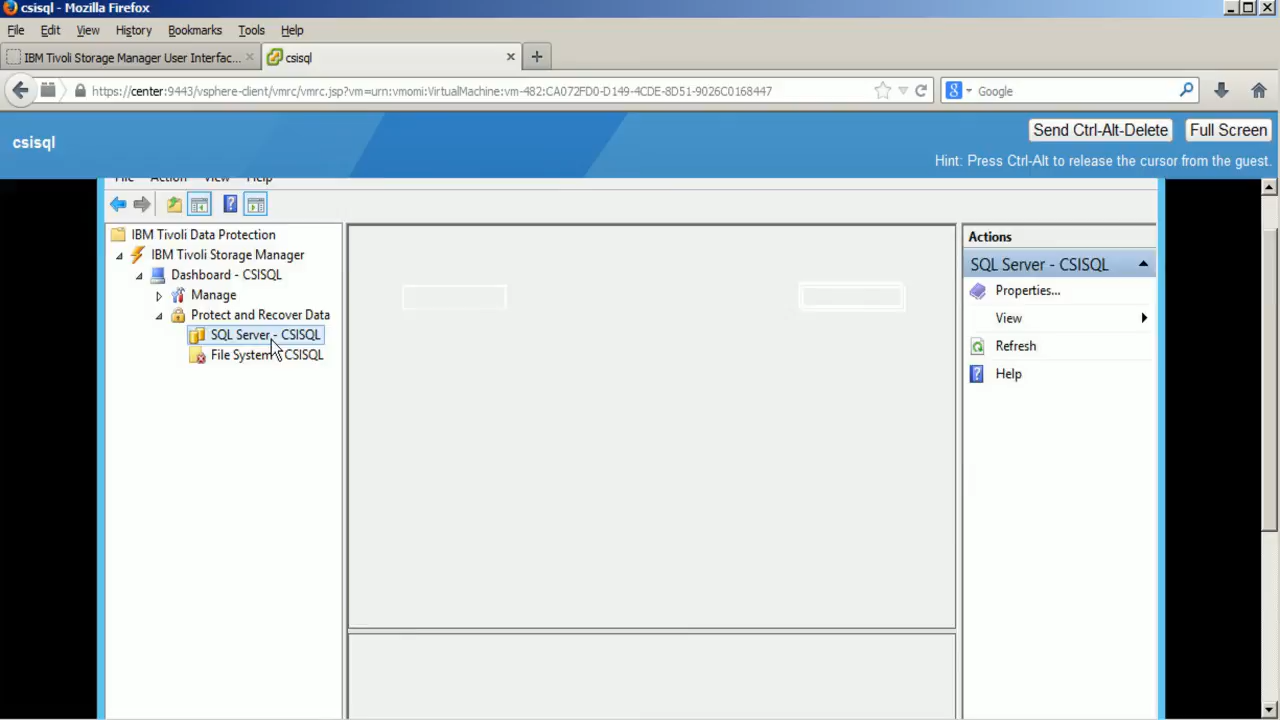 csisql - Mozilla Firefox
File Edit View History Bookmarks Tools Help
IBM Tivoli Storage Manager User Interfac... csisql
https://center:9443/vsphere-client/vmrc/vmrc.jsp?vm=urn:vmomi:VirtualMachine:vm-482:CA072FD0-D149-4CDE-8D51-9026C0168447 Google
csisql
Send Ctrl-Alt-Delete Full Screen
Hint: Press Ctrl-Alt to release the cursor from the guest.
File Action View Help
IBM Tivoli Data Protection
IBM Tivoli Storage Manager
Dashboard - CSISQL
Manage
Protect and Recover Data
SQL Server - CSISQL
File System - CSISQL
Actions
SQL Server - CSISQL
Properties...
View
Refresh
Help